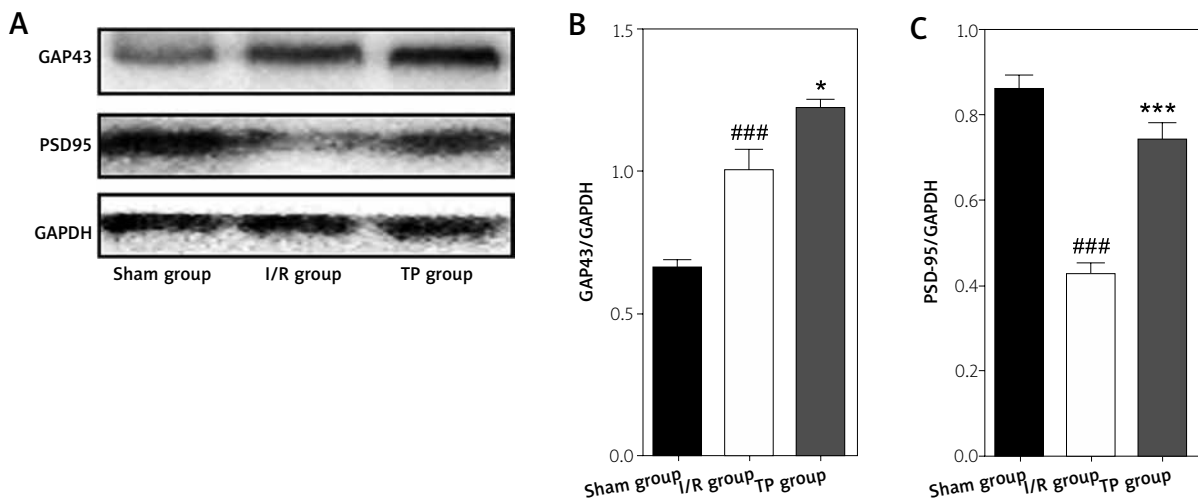 A
GAP43
PSD95
GAPDH
Sham group I/R group TP group
B
GAP43/GAPDH
1.5
1.0
0.5
0.0
###
*
Sham group
I/R group
TP group
C
PSD-95/GAPDH
1.0
0.8
0.6
0.4
0.2
0.0
###
***
Sham group
I/R group
TP group